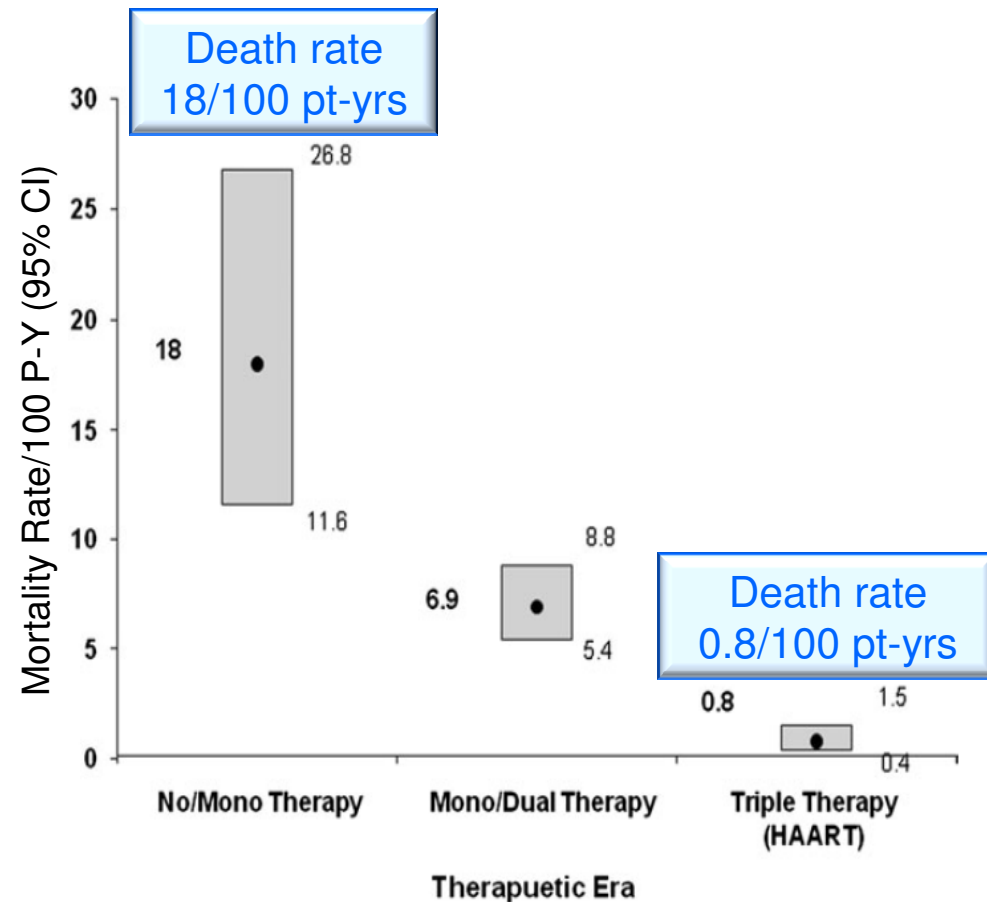 Death rate
18/100 pt-yrs
Mortality Rate/100 P-Y (95% CI)
30
25
20
15
10
5
0
26.8
18
11.6
8.8
6.9
5.4
Death rate
0.8/100 pt-yrs
0.8
1.5
0.4
No/Mono Therapy
Mono/Dual Therapy
Triple Therapy
(HAART)
Therapuetic Era